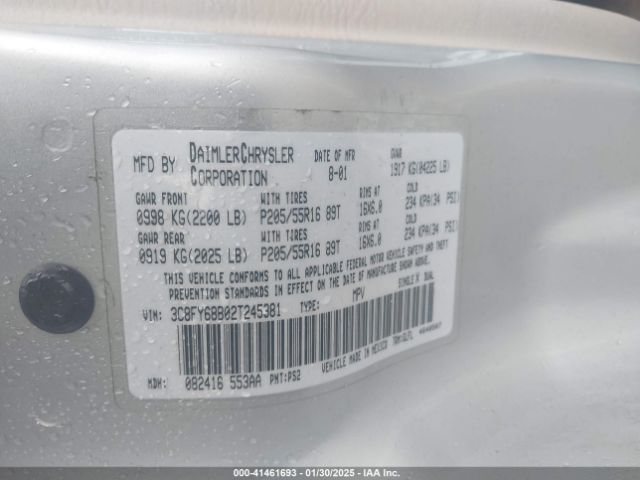 MFD BY DAIMLERCHRYSLER CORPORATION DATE OF MFR 8-01 GVWR 1917 KG(04225 LB)
GAWR FRONT WITH TIRES RIMS AT COLD
0998 KG(2200 LB) P205/55R16 89T 16X6.0 234 KPA(34 PSI)
GAWR REAR WITH TIRES RIMS AT COLD
0919 KG(2025 LB) P205/55R16 89T 16X6.0 234 KPA(34 PSI)
THIS VEHICLE CONFORMS TO ALL APPLICABLE FEDERAL MOTOR VEHICLE SAFETY AND THEFT
PREVENTION STANDARDS IN EFFECT ON THE DATE OF MANUFACTURE SHOWN ABOVE.
VIN: 3C8FY68B02T245381 TYPE: MPV SINGLE X DUAL
MDH: 082416 553AA PNT:PS2 VEHICLE MADE IN MEXICO
000-41461693 - 01/30/2025 - IAA Inc.